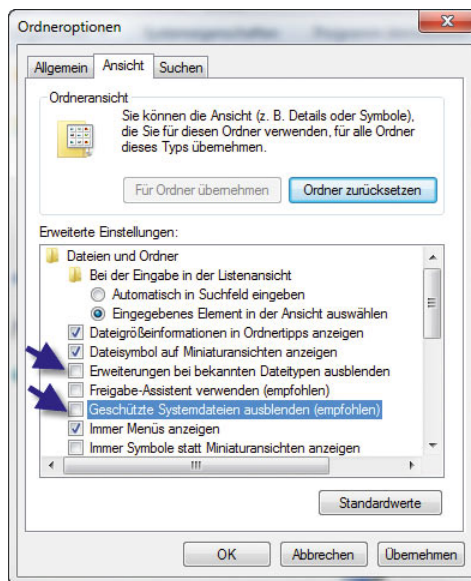 Ordneroptionen
Allgemein Ansicht Suchen
Ordneransicht
Sie können die Ansicht (z. B. Details oder Symbole),
die Sie für diesen Ordner verwenden, für alle Ordner
dieses Typs übernehmen.
Für Ordner übernehmen Ordner zurücksetzen
Erweiterte Einstellungen:
Dateien und Ordner
Bei der Eingabe in der Listenansicht
Automatisch in Suchfeld eingeben
Eingegebenes Element in der Ansicht auswählen
Dateigrößeinformationen in Ordnertipps anzeigen
Dateisymbol auf Miniaturansichten anzeigen
Erweiterungen bei bekannten Dateitypen ausblenden
Freigabe-Assistent verwenden (empfohlen)
Geschützte Systemdateien ausblenden (empfohlen)
Immer Menüs anzeigen
Immer Symbole statt Miniaturansichten anzeigen
Standardwerte
OK Abbrechen Übernehmen